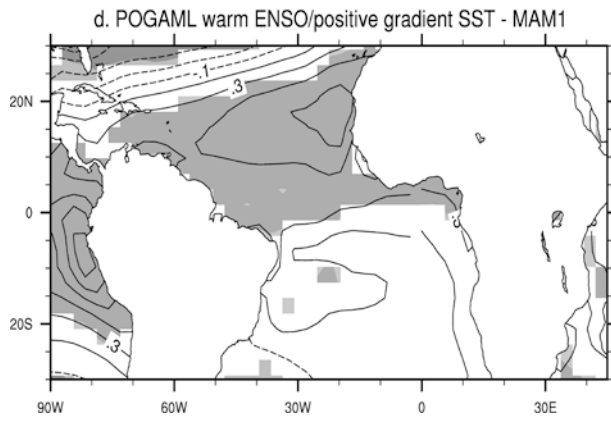 d. POGAML warm ENSO/positive gradient SST - MAM1
-.1
.3
20N
0
20S
.3
90W
60W
30W
0
30E